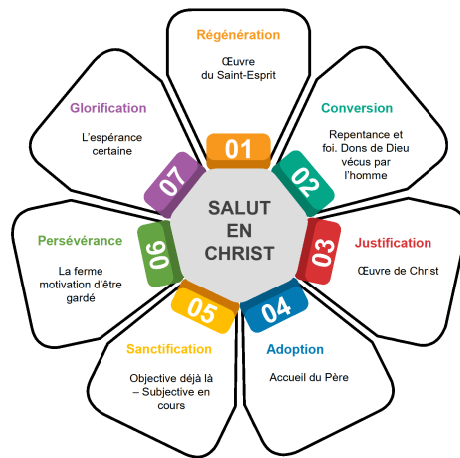 Régénération
Œuvre
du Saint-Esprit
01
Conversion
Repentance et
foi. Dons de Dieu
vécus par
l'homme
02
Justification
Œuvre de Chrst
03
Adoption
Accueil du Père
04
Sanctification
Objective déjà là
– Subjective en
cours
05
Persévérance
La ferme
motivation d'être
gardé
06
Glorification
L'espérance
certaine
07
SALUT
EN
CHRIST